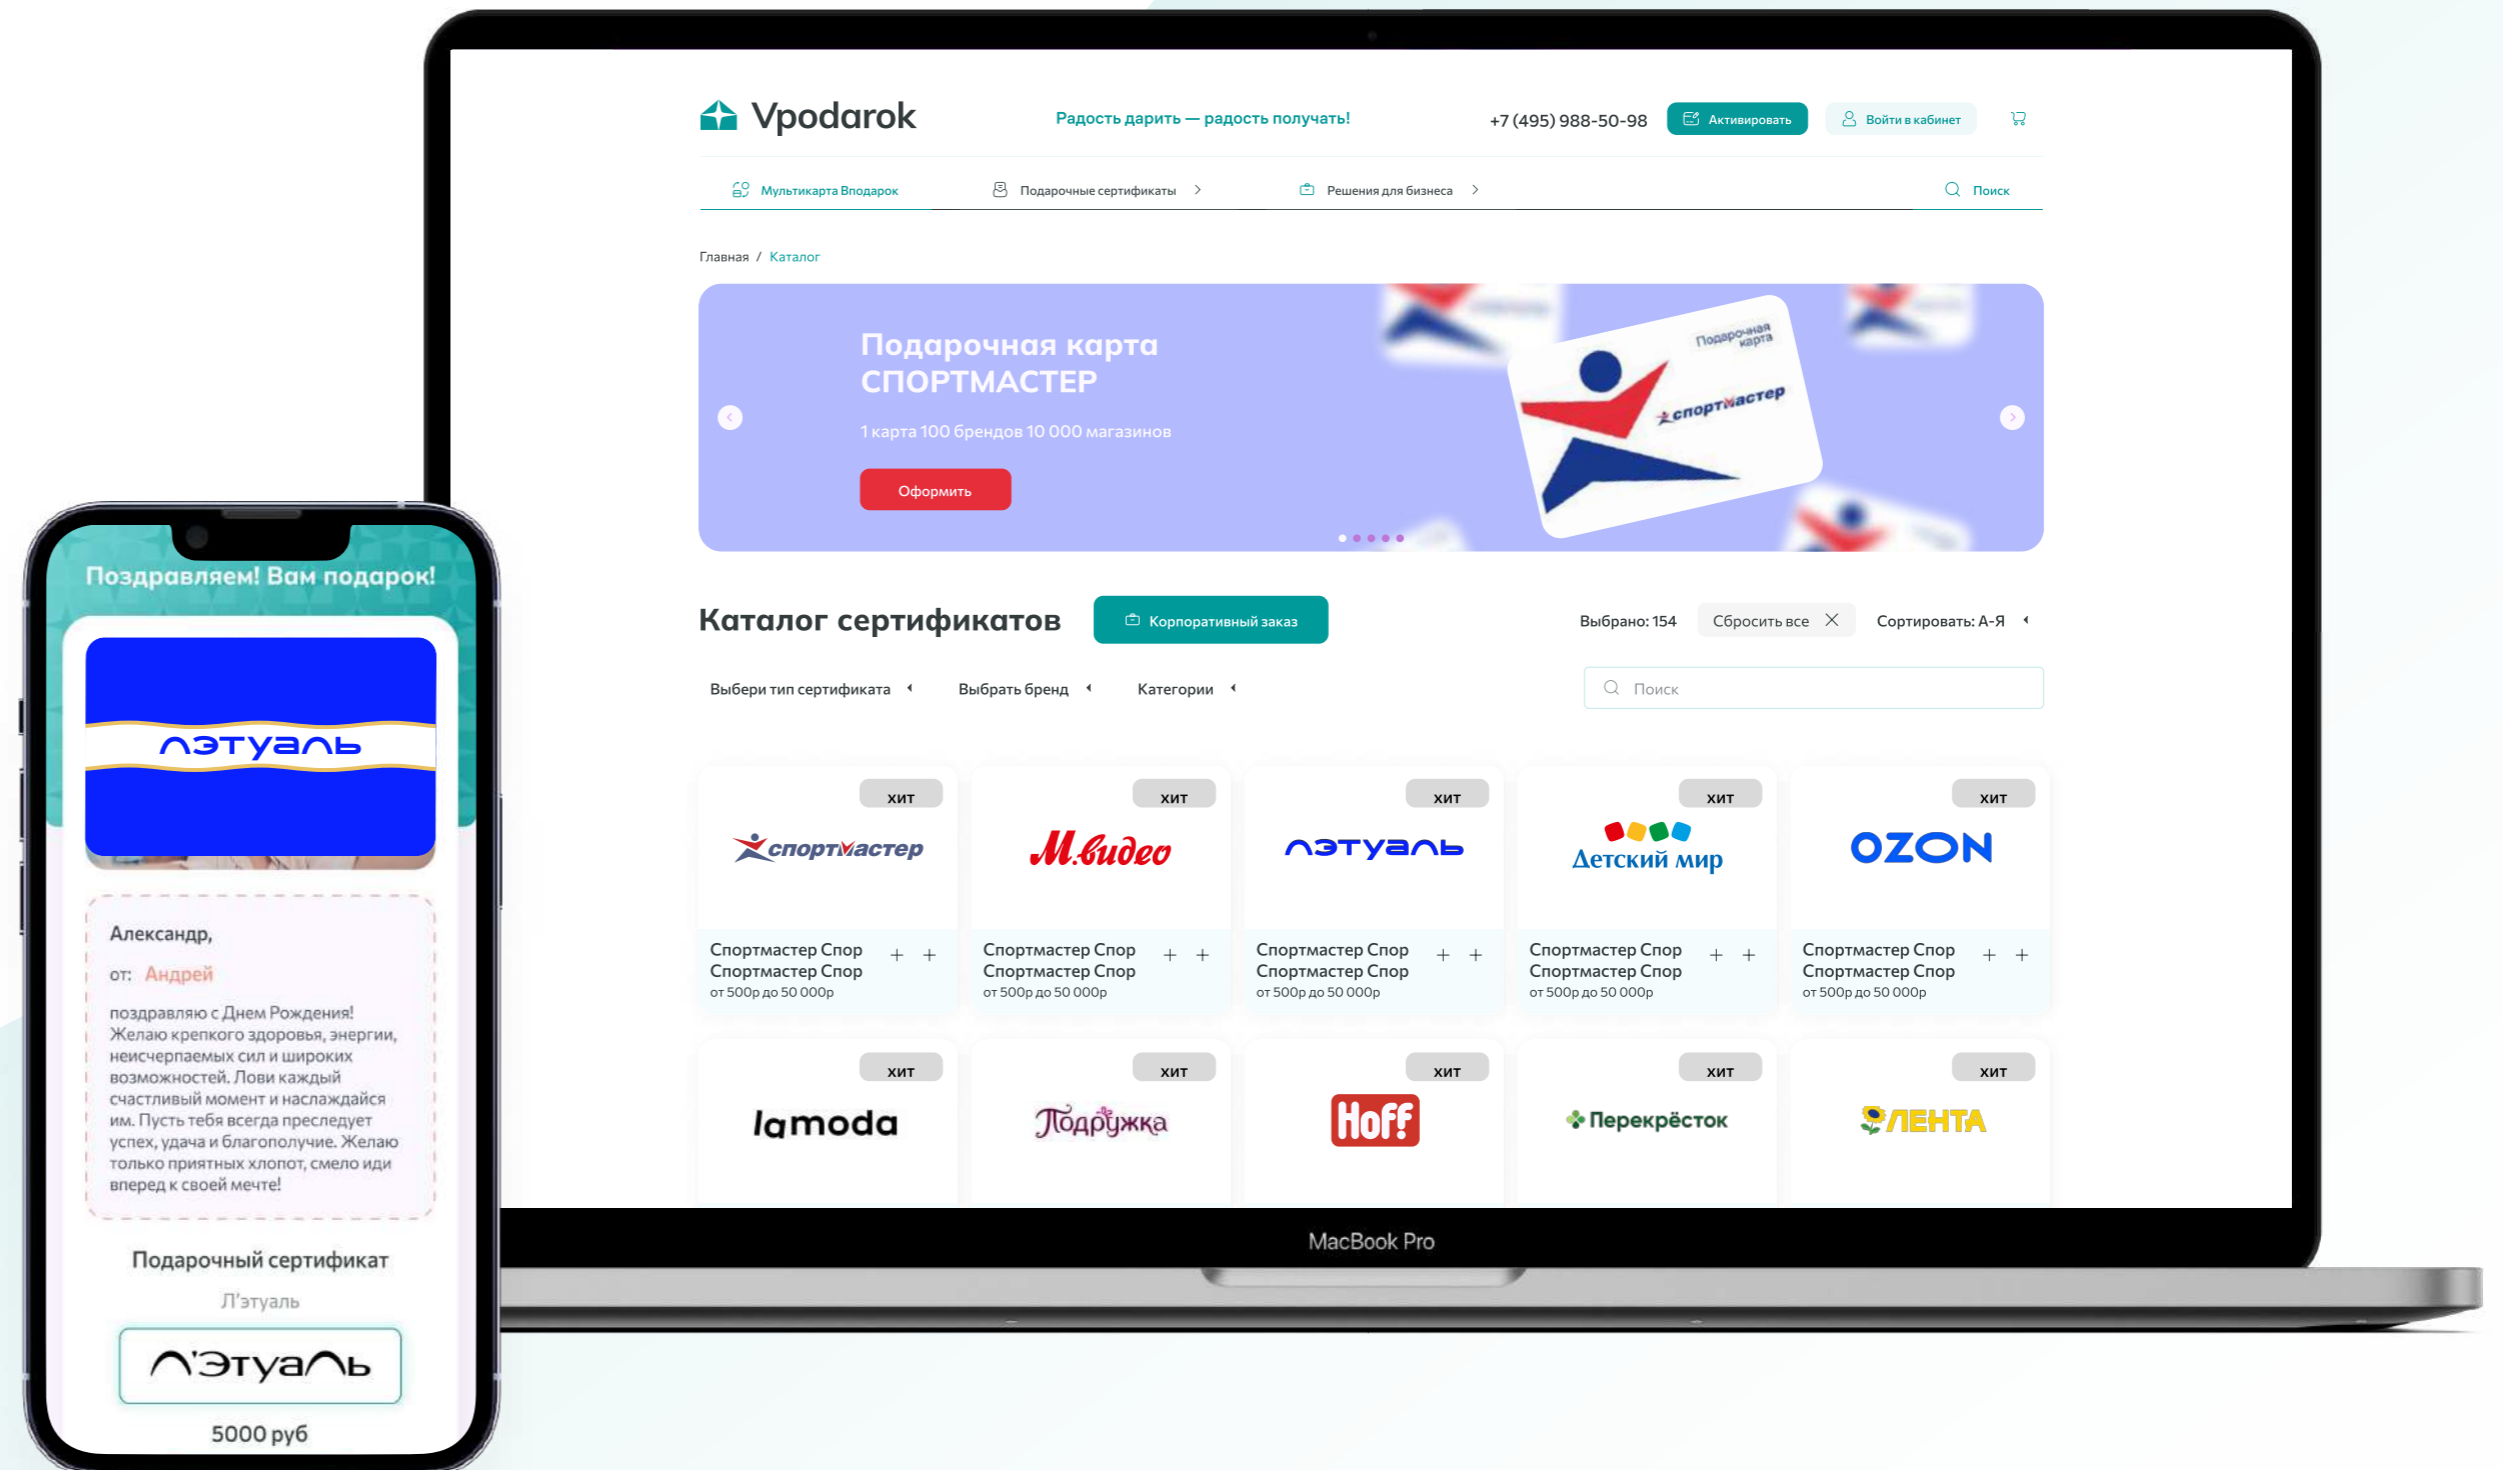 Vpodarok
Радость дарить — радость получать!
+7 (495) 988-50-98
Активировать
Войти в кабинет
Мультикарта Вподарок
Подарочные сертификаты
Решения для бизнеса
Поиск
Главная / Каталог
Подарочная карта
СПОРТМАСТЕР
1 карта 100 брендов 10 000 магазинов
Оформить
Подарочная
карта
спортмастер
Каталог сертификатов
Корпоративный заказ
Выбрано: 154
Сбросить все
Сортировать: А-Я
Выбери тип сертификата
Выбрать бренд
Категории
Поиск
хит
хит
хит
хит
хит
спортмастер
М.видео
лэтуаль
Детский мир
OZON
Спортмастер Спор
Спортмастер Спор
от 500р до 50 000р
Спортмастер Спор
Спортмастер Спор
от 500р до 50 000р
Спортмастер Спор
Спортмастер Спор
от 500р до 50 000р
Спортмастер Спор
Спортмастер Спор
от 500р до 50 000р
Спортмастер Спор
Спортмастер Спор
от 500р до 50 000р
хит
хит
хит
хит
хит
lamoda
Подружка
Hoff
Перекрёсток
ЛЕНТА
MacBook Pro
Поздравляем! Вам подарок!
лэтуаль
Александр,
от: Андрей
поздравляю с Днем Рождения!
Желаю крепкого здоровья, энергии,
неисчерпаемых сил и широких
возможностей. Лови каждый
счастливый момент и наслаждайся
им. Пусть тебя всегда преследует
успех, удача и благополучие. Желаю
только приятных хлопот, смело иди
вперед к своей мечте!
Подарочный сертификат
Л'этуаль
Л'Этуаль
5000 руб